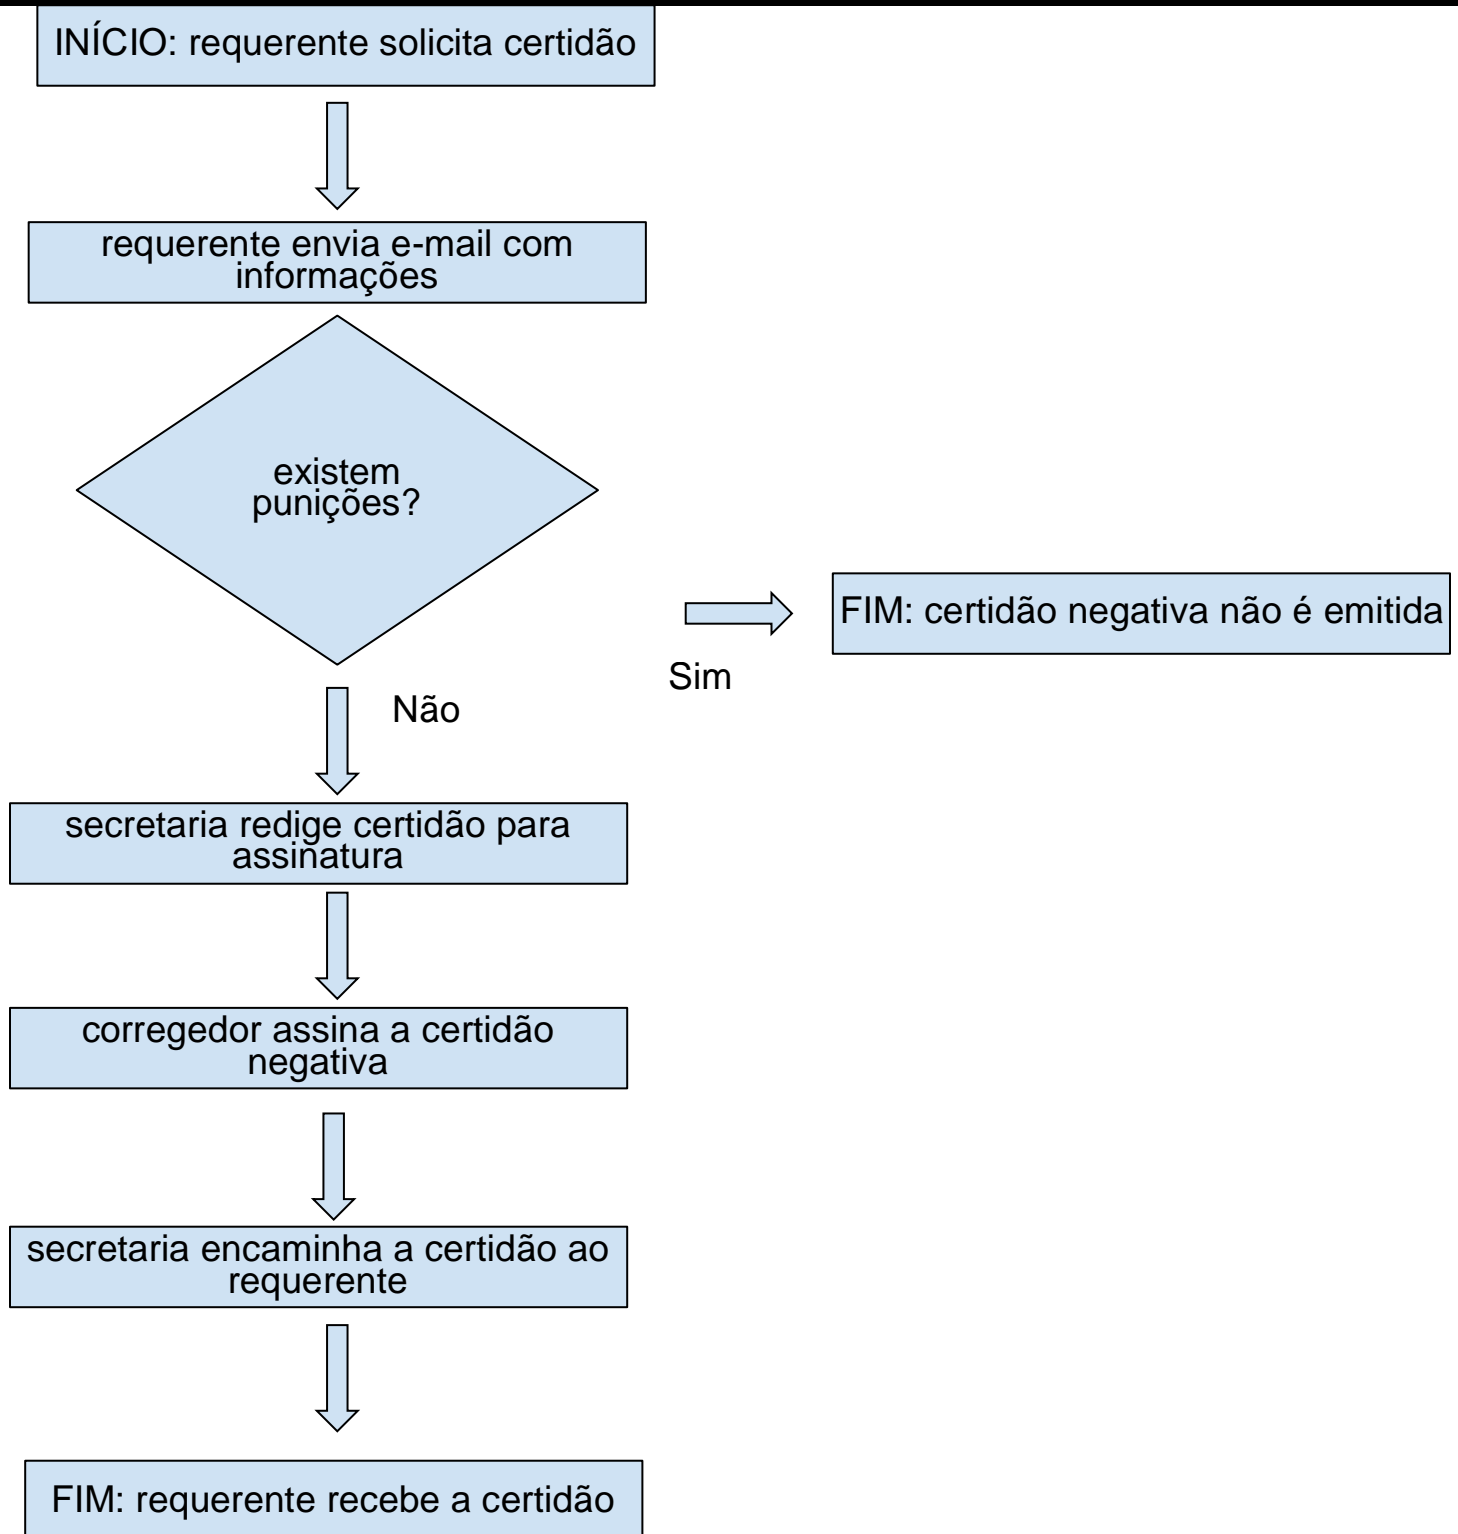 INÍCIO: requerente solicita certidão
requerente envia e-mail com
informações
existem
punições?
FIM: certidão negativa não é emitida
Sim
Não
secretaria redige certidão para
assinatura
corregedor assina a certidão
negativa
secretaria encaminha a certidão ao
requerente
FIM: requerente recebe a certidão